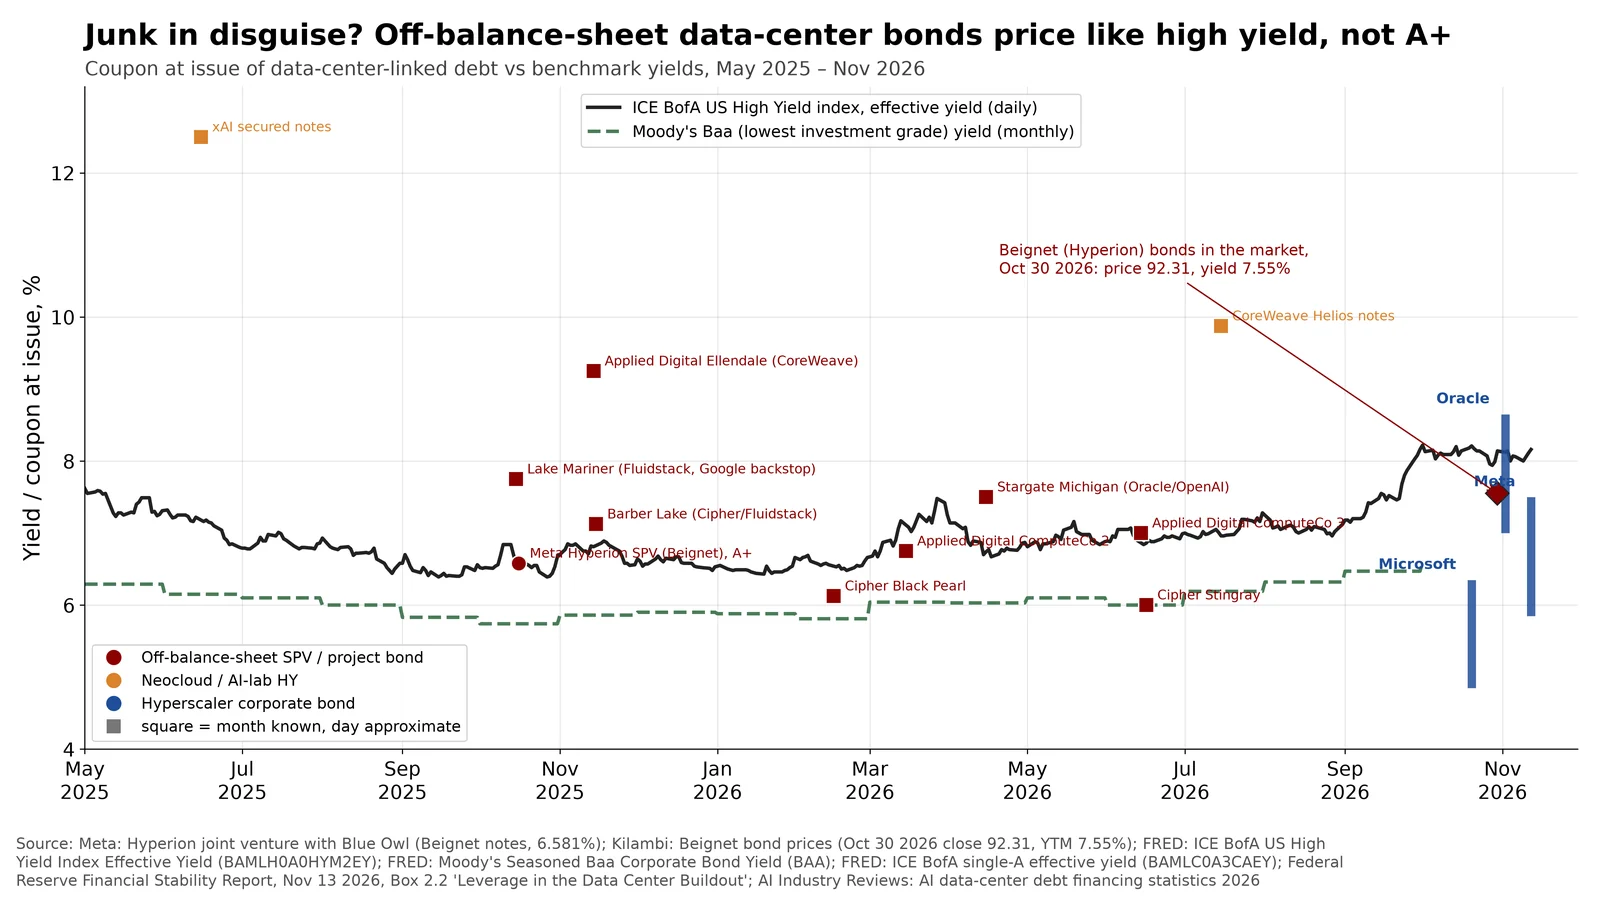 Junk in disguise? Off-balance-sheet data-center bonds price like high yield, not A+
Coupon at issue of data-center-linked debt vs benchmark yields, May 2025 – Nov 2026
ICE BofA US High Yield index, effective yield (daily)
Moody's Baa (lowest investment grade) yield (monthly)
xAI secured notes
12
Beignet (Hyperion) bonds in the market,
Oct 30 2026: price 92.31, yield 7.55%
10
CoreWeave Helios notes
Applied Digital Ellendale (CoreWeave)
Oracle
8
Lake Mariner (Fluidstack, Google backstop)
Meta
Stargate Michigan (Oracle/OpenAI)
Barber Lake (Cipher/Fluidstack)
Applied Digital ComputeCo 3
Applied Digital ComputeCo 2
Meta Hyperion SPV (Beignet), A+
Microsoft
Cipher Black Pearl
Cipher Stingray
6
Yield / coupon at issue, %
Off-balance-sheet SPV / project bond
Neocloud / AI-lab HY
Hyperscaler corporate bond
square = month known, day approximate
4
May
2025
Jul
2025
Sep
2025
Nov
2025
Jan
2026
Mar
2026
May
2026
Jul
2026
Sep
2026
Nov
2026
Source: Meta: Hyperion joint venture with Blue Owl (Beignet notes, 6.581%); Kilambi: Beignet bond prices (Oct 30 2026 close 92.31, YTM 7.55%); FRED: ICE BofA US High
Yield Index Effective Yield (BAMLH0A0HYM2EY); FRED: Moody's Seasoned Baa Corporate Bond Yield (BAA); FRED: ICE BofA single-A effective yield (BAMLC0A3CAEY); Federal
Reserve Financial Stability Report, Nov 13 2026, Box 2.2 'Leverage in the Data Center Buildout'; AI Industry Reviews: AI data-center debt financing statistics 2026